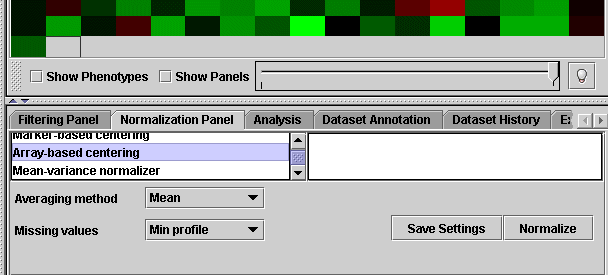 Show Phenotypes Show Panels
Filtering Panel Normalization Panel Analysis Dataset Annotation Dataset History
Marker-based centering
Array-based centering
Mean-variance normalizer
Averaging method Mean
Missing values Min profile Save Settings Normalize